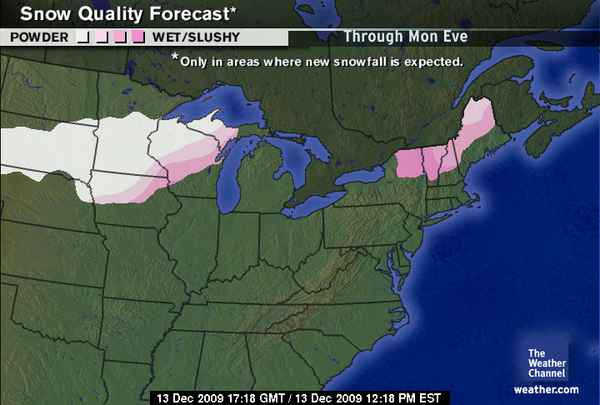 Snow Quality Forecast*
POWDER WET/SLUSHY
Through Mon Eve
*Only in areas where new snowfall is expected.
The
Weather
Channel
weather.com
13 Dec 2009 17:18 GMT / 13 Dec 2009 12:18 PM EST